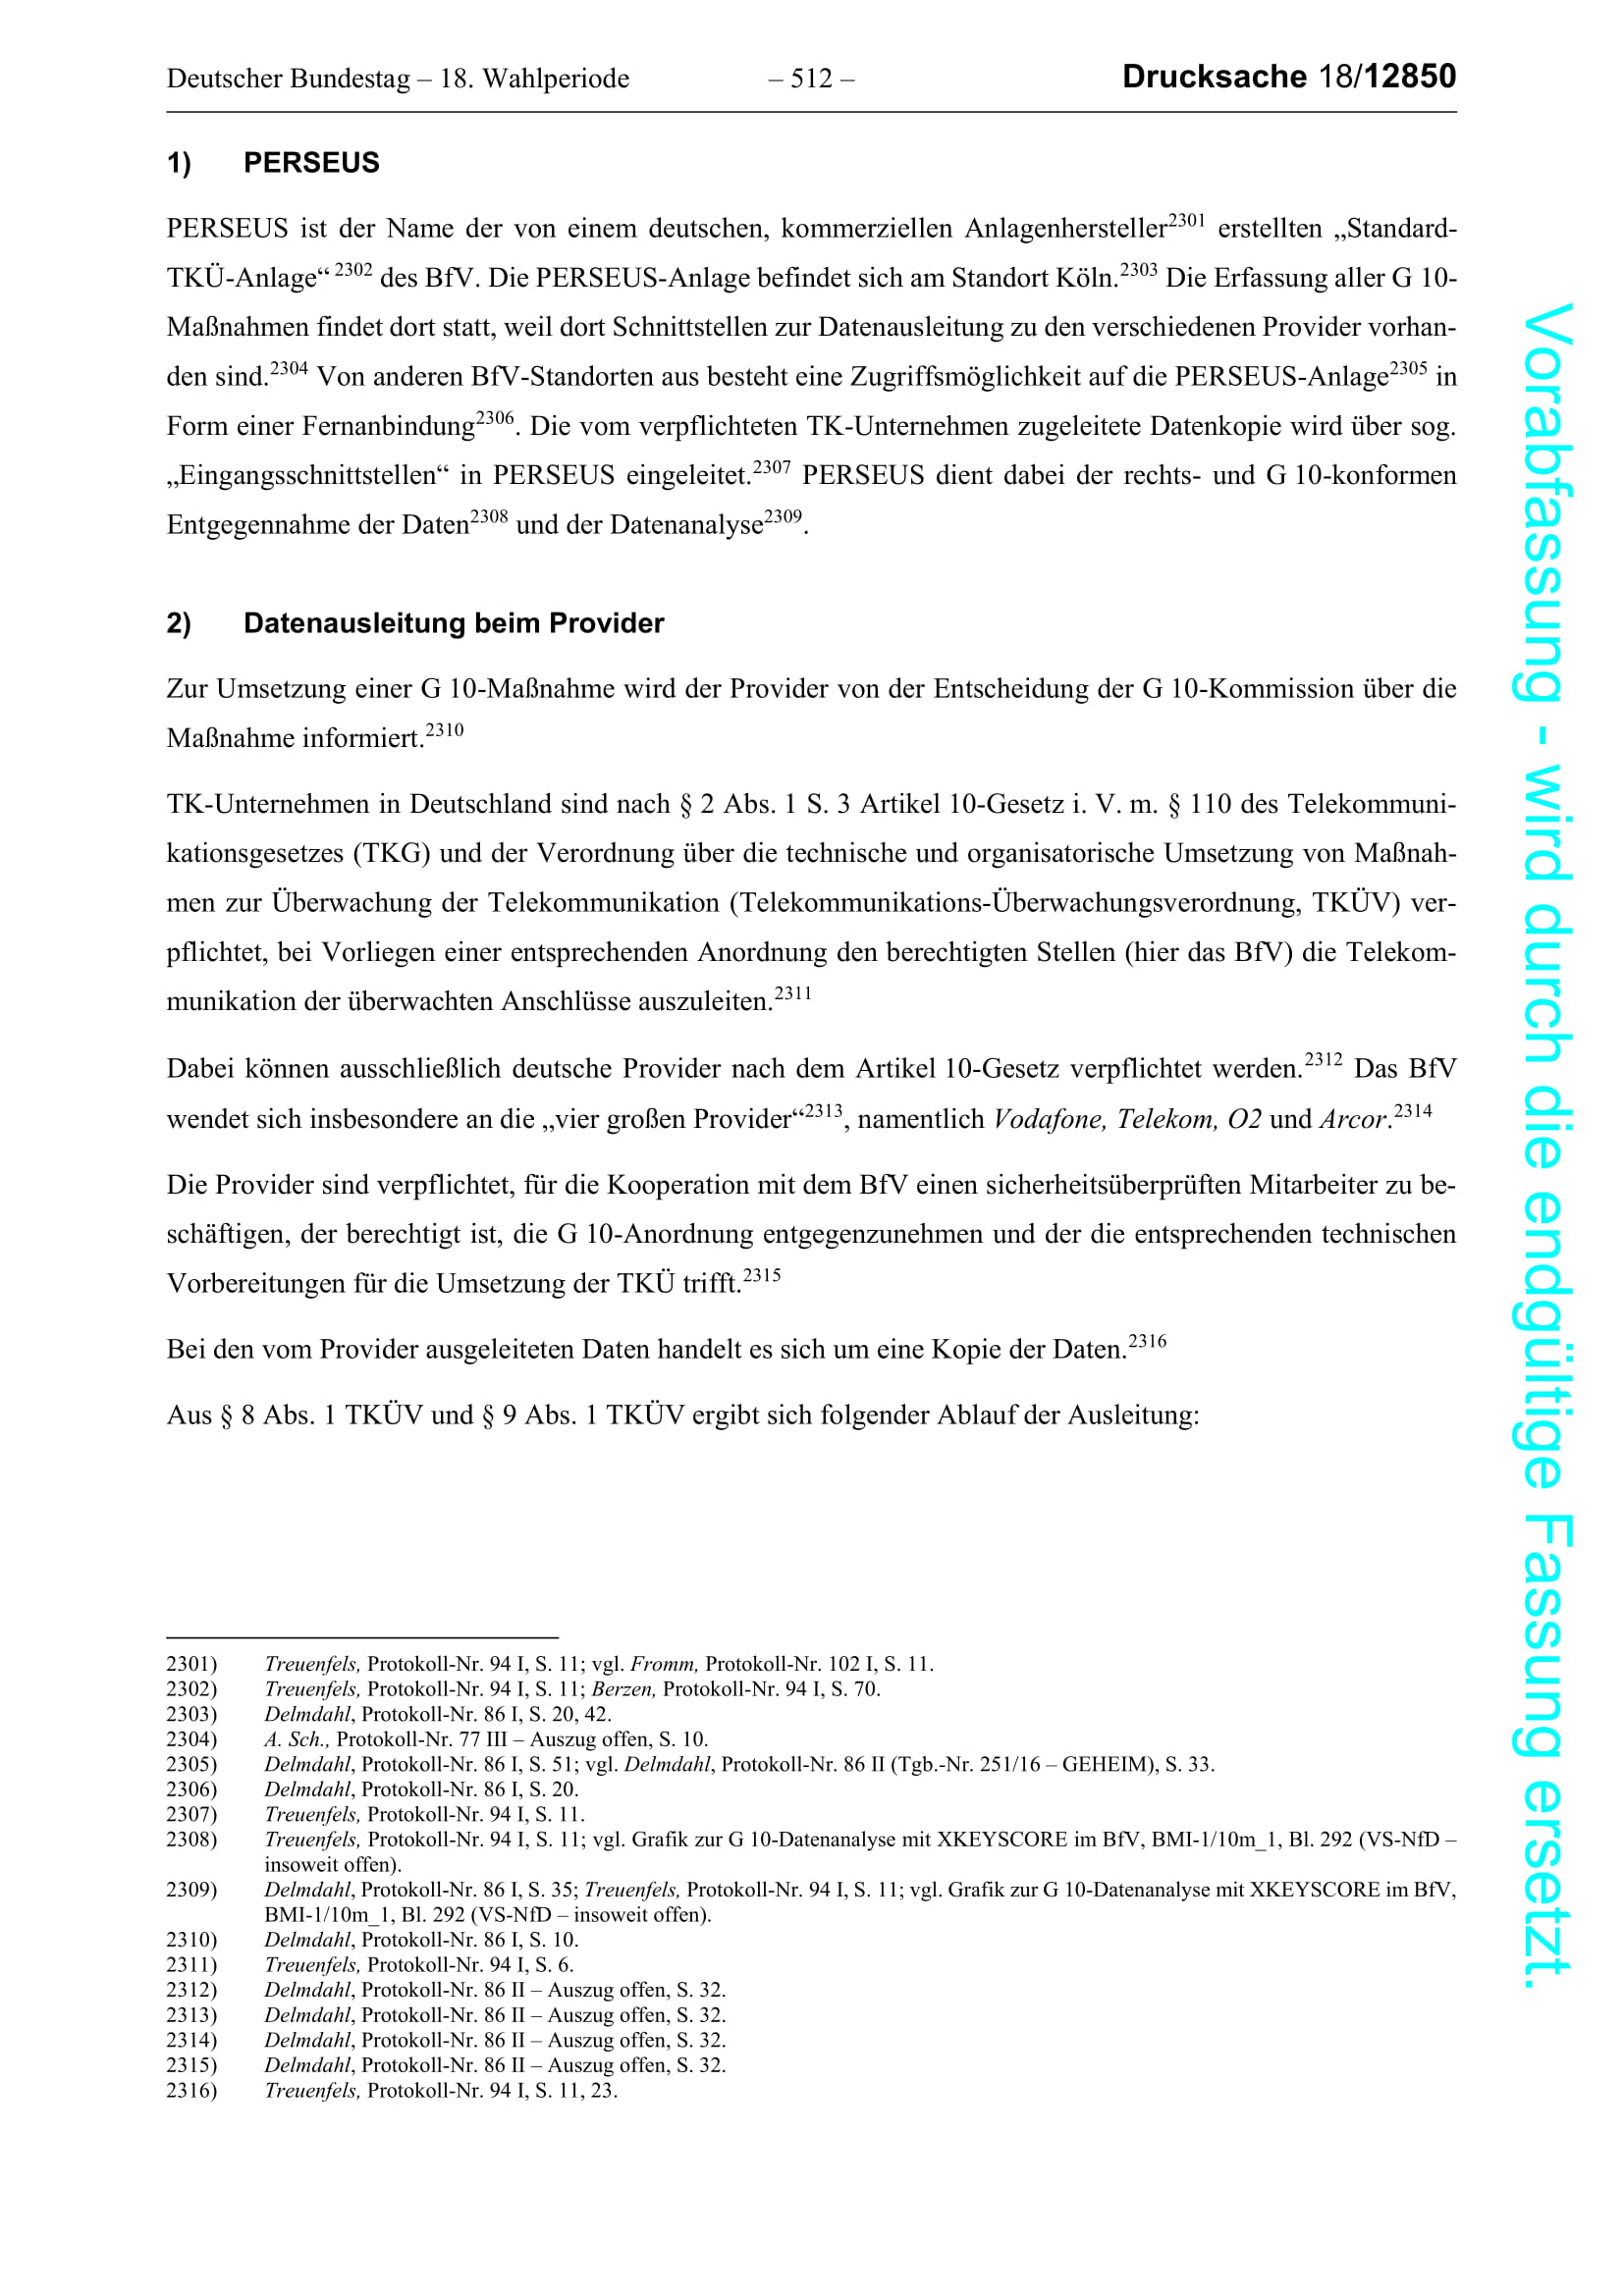 Deutscher Bundestag – 18. Wahlperiode – 512 – Drucksache 18/12850
1) PERSEUS
PERSEUS ist der Name der von einem deutschen, kommerziellen Anlagenhersteller2301 erstellten „Standard-
TKÜ-Anlage“ 2302 des BfV. Die PERSEUS-Anlage befindet sich am Standort Köln.2303 Die Erfassung aller G 10-
Maßnahmen findet dort statt, weil dort Schnittstellen zur Datenausleitung zu den verschiedenen Provider vorhan-
den sind.2304 Von anderen BfV-Standorten aus besteht eine Zugriffsmöglichkeit auf die PERSEUS-Anlage2305 in
Form einer Fernanbindung2306. Die vom verpflichteten TK-Unternehmen zugeleitete Datenkopie wird über sog.
„Eingangsschnittstellen“ in PERSEUS eingeleitet.2307 PERSEUS dient dabei der rechts- und G 10-konformen
Entgegennahme der Daten2308 und der Datenanalyse2309.
2) Datenausleitung beim Provider
Zur Umsetzung einer G 10-Maßnahme wird der Provider von der Entscheidung der G 10-Kommission über die
Maßnahme informiert.2310
TK-Unternehmen in Deutschland sind nach § 2 Abs. 1 S. 3 Artikel 10-Gesetz i. V. m. § 110 des Telekommuni-
kationsgesetzes (TKG) und der Verordnung über die technische und organisatorische Umsetzung von Maßnah-
men zur Überwachung der Telekommunikation (Telekommunikations-Überwachungsverordnung, TKÜV) ver-
pflichtet, bei Vorliegen einer entsprechenden Anordnung den berechtigten Stellen (hier das BfV) die Telekom-
munikation der überwachten Anschlüsse auszuleiten.2311
Dabei können ausschließlich deutsche Provider nach dem Artikel 10-Gesetz verpflichtet werden.2312 Das BfV
wendet sich insbesondere an die „vier großen Provider“2313, namentlich Vodafone, Telekom, O2 und Arcor.2314
Die Provider sind verpflichtet, für die Kooperation mit dem BfV einen sicherheitsüberprüften Mitarbeiter zu be-
schäftigen, der berechtigt ist, die G 10-Anordnung entgegenzunehmen und der die entsprechenden technischen
Vorbereitungen für die Umsetzung der TKÜ trifft.2315
Bei den vom Provider ausgeleiteten Daten handelt es sich um eine Kopie der Daten.2316
Aus § 8 Abs. 1 TKÜV und § 9 Abs. 1 TKÜV ergibt sich folgender Ablauf der Ausleitung:
2301) Treuenfels, Protokoll-Nr. 94 I, S. 11; vgl. Fromm, Protokoll-Nr. 102 I, S. 11.
2302) Treuenfels, Protokoll-Nr. 94 I, S. 11; Berzen, Protokoll-Nr. 94 I, S. 70.
2303) Delmdahl, Protokoll-Nr. 86 I, S. 20, 42.
2304) A. Sch., Protokoll-Nr. 77 III – Auszug offen, S. 10.
2305) Delmdahl, Protokoll-Nr. 86 I, S. 51; vgl. Delmdahl, Protokoll-Nr. 86 II (Tgb.-Nr. 251/16 – GEHEIM), S. 33.
2306) Delmdahl, Protokoll-Nr. 86 I, S. 20.
2307) Treuenfels, Protokoll-Nr. 94 I, S. 11.
2308) Treuenfels, Protokoll-Nr. 94 I, S. 11; vgl. Grafik zur G 10-Datenanalyse mit XKEYSCORE im BfV, BMI-1/10m_1, Bl. 292 (VS-NfD –
insoweit offen).
2309) Delmdahl, Protokoll-Nr. 86 I, S. 35; Treuenfels, Protokoll-Nr. 94 I, S. 11; vgl. Grafik zur G 10-Datenanalyse mit XKEYSCORE im BfV,
BMI-1/10m_1, Bl. 292 (VS-NfD – insoweit offen).
2310) Delmdahl, Protokoll-Nr. 86 I, S. 10.
2311) Treuenfels, Protokoll-Nr. 94 I, S. 6.
2312) Delmdahl, Protokoll-Nr. 86 II – Auszug offen, S. 32.
2313) Delmdahl, Protokoll-Nr. 86 II – Auszug offen, S. 32.
2314) Delmdahl, Protokoll-Nr. 86 II – Auszug offen, S. 32.
2315) Delmdahl, Protokoll-Nr. 86 II – Auszug offen, S. 32.
2316) Treuenfels, Protokoll-Nr. 94 I, S. 11, 23.
Vorabfassung - wird durch die endgültige Fassung ersetzt.